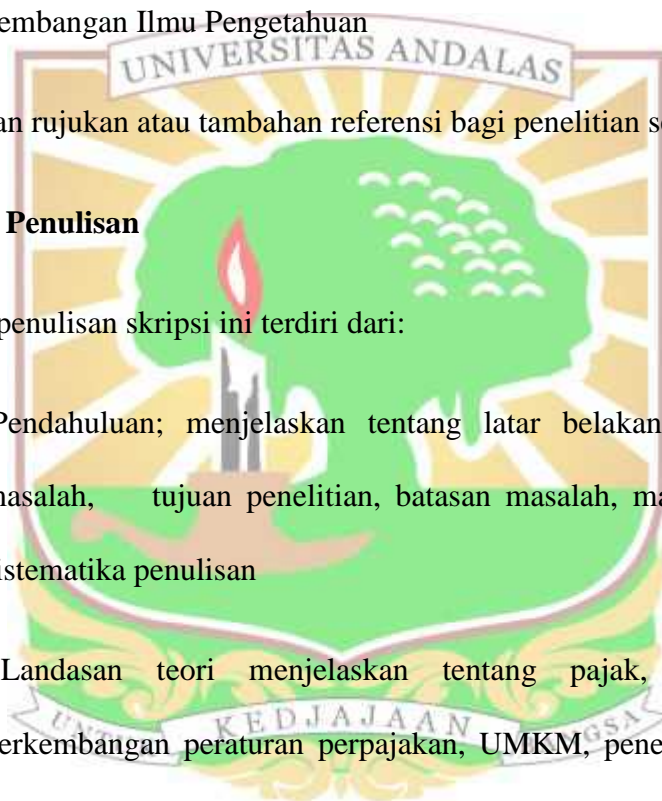 embangan Ilmu Pengetahuan
UNIVERSITAS ANDALAS
an rujukan atau tambahan referensi bagi penelitian se
Penulisan
penulisan skripsi ini terdiri dari:
Pendahuluan; menjelaskan tentang latar belakan
masalah, tujuan penelitian, batasan masalah, ma
istematika penulisan
Landasan teori menjelaskan tentang pajak,
UNTUK KEDJAJAAN BANGSA
erkembangan peraturan perpajakan, UMKM, pene